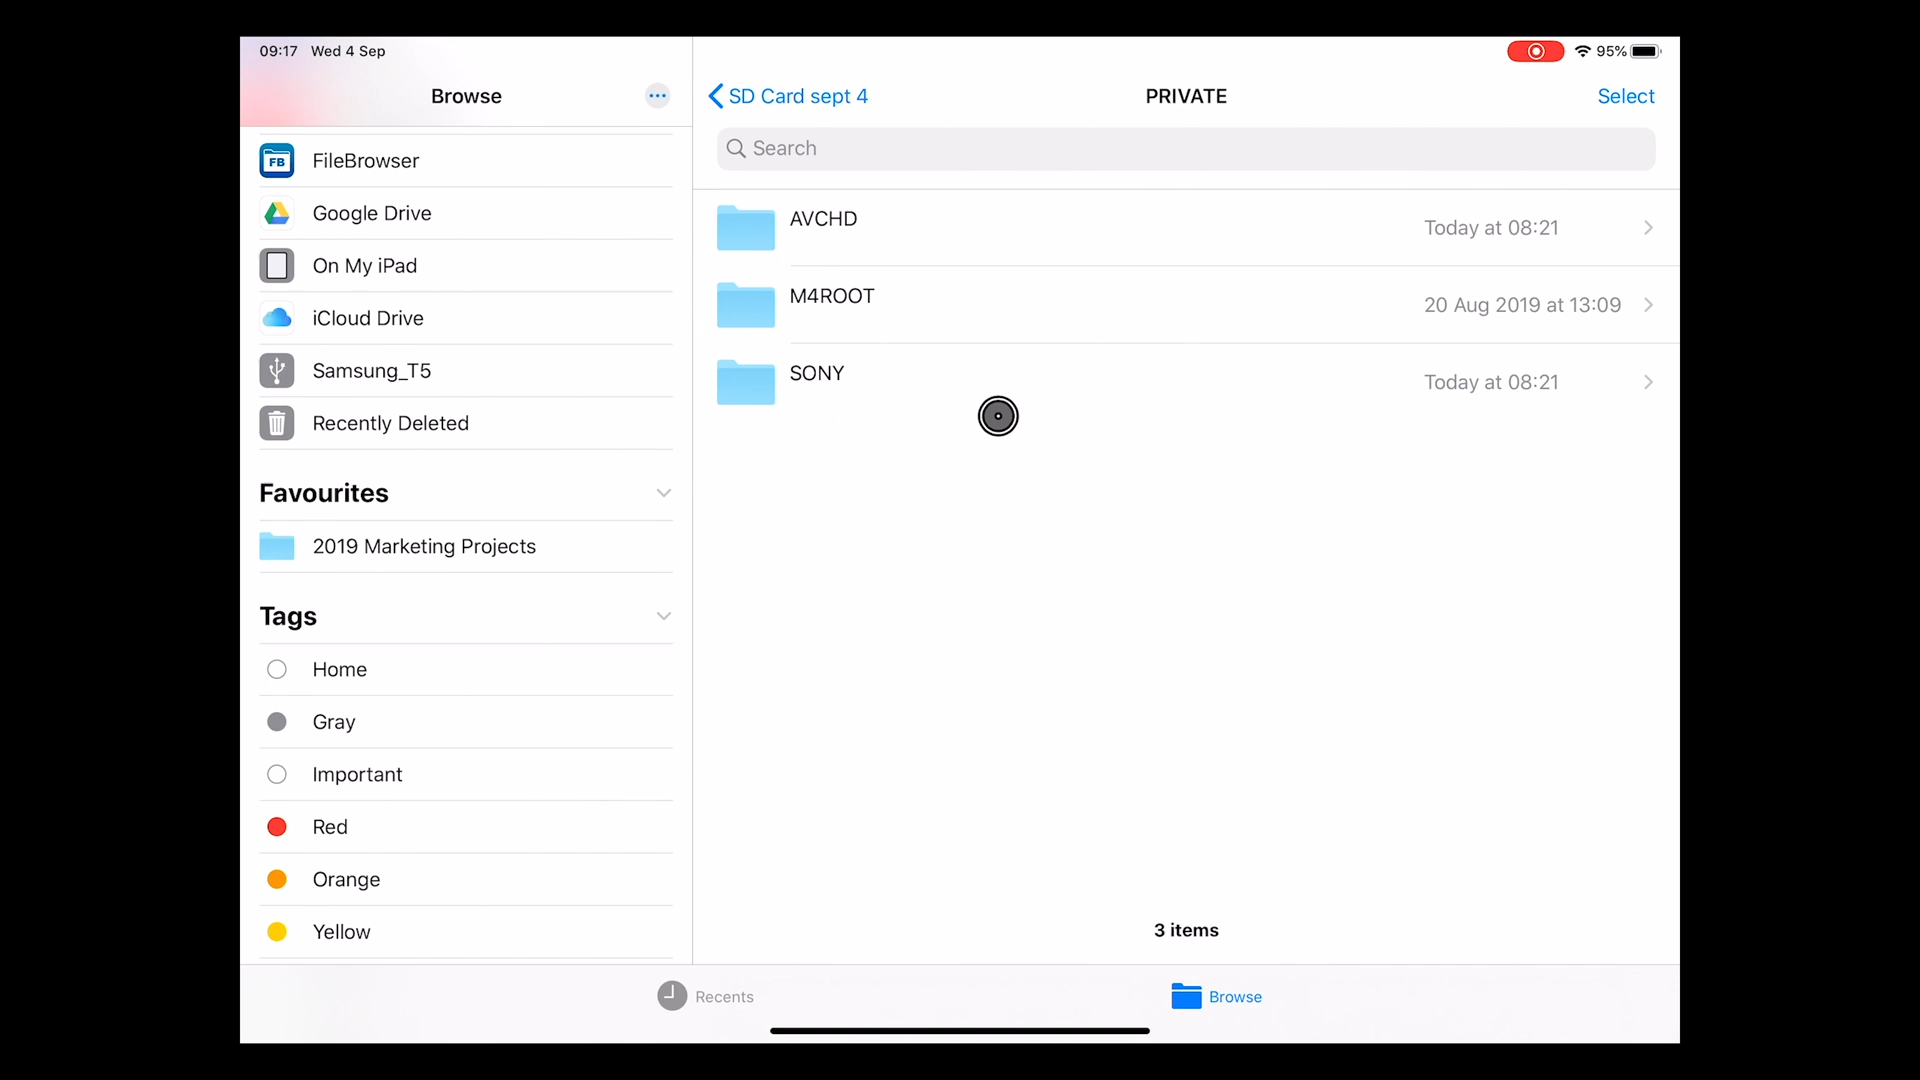 09:17 Wed 4 Sep
95%
Browse
SD Card sept 4
PRIVATE
Select
Search
FB
FileBrowser
Google Drive
On My iPad
iCloud Drive
Samsung_T5
Recently Deleted
Favourites
2019 Marketing Projects
Tags
Home
Gray
Important
Red
Orange
Yellow
AVCHD
Today at 08:21
M4ROOT
20 Aug 2019 at 13:09
SONY
Today at 08:21
3 items
Recents
Browse